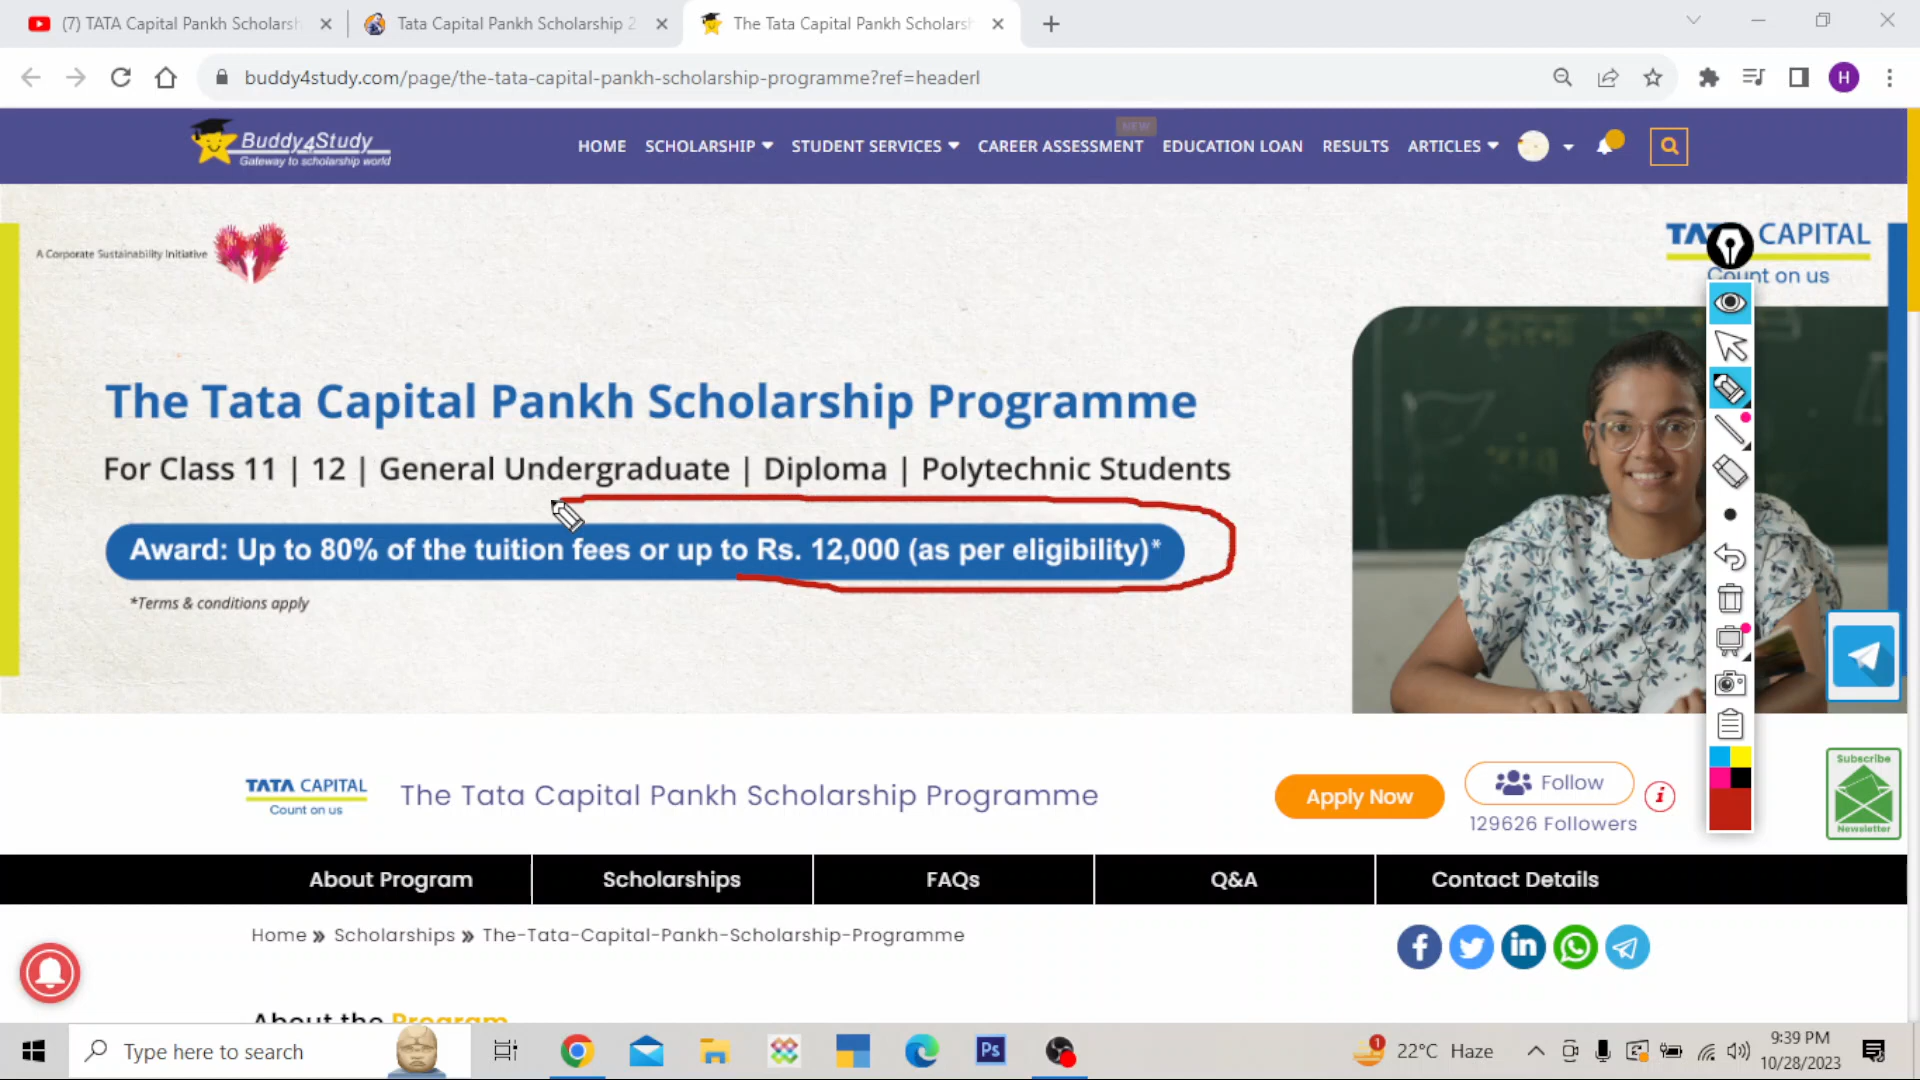 (7) TATA Capital Pankh Scholarsh
Tata Capital Pankh Scholarship 2
The Tata Capital Pankh Scholars
buddy4study.com/page/the-tata-capital-pankh-scholarship-programme?ref=headerl
H
Buddy4Study
Gateway to scholarship world
HOME
SCHOLARSHIP
STUDENT SERVICES
CAREER ASSESSMENT
NEW
EDUCATION LOAN
RESULTS
ARTICLES
A Corporate Sustainability Initiative
CAPITAL
Count on us
The Tata Capital Pankh Scholarship Programme
For Class 11 | 12 | General Undergraduate | Diploma | Polytechnic Students
Award: Up to 80% of the tuition fees or up to Rs. 12,000 (as per eligibility)*
*Terms & conditions apply
TATA CAPITAL
Count on us
The Tata Capital Pankh Scholarship Programme
Apply Now
Follow
129626 Followers
i
Subscribe
Newsletter
About Program
Scholarships
FAQs
Q&A
Contact Details
Home » Scholarships » The-Tata-Capital-Pankh-Scholarship-Programme
About the Program
Type here to search
Ps
1
22°C Haze
9:39 PM
10/28/2023